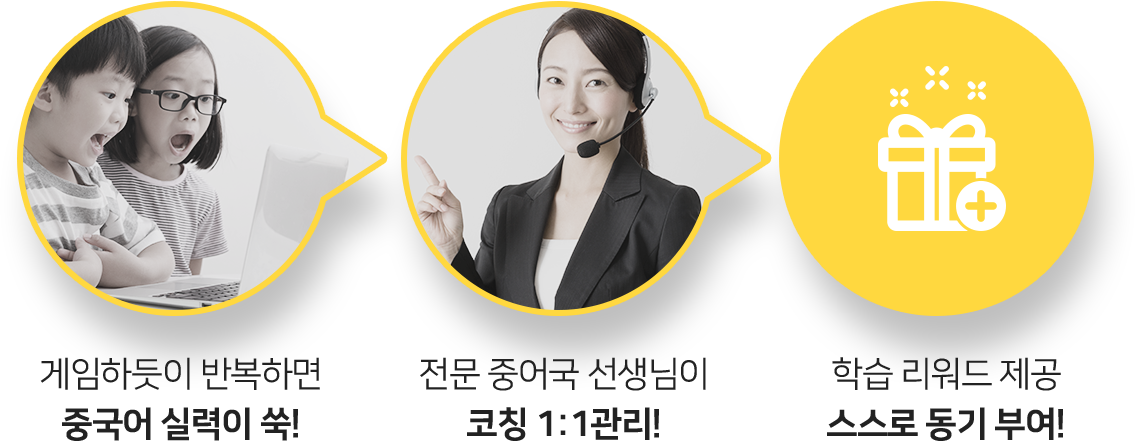 게임하듯이 반복하면
중국어 실력이 쑥!
전문 중어국 선생님이
코칭 1:1관리!
학습 리워드 제공
스스로 동기 부여!